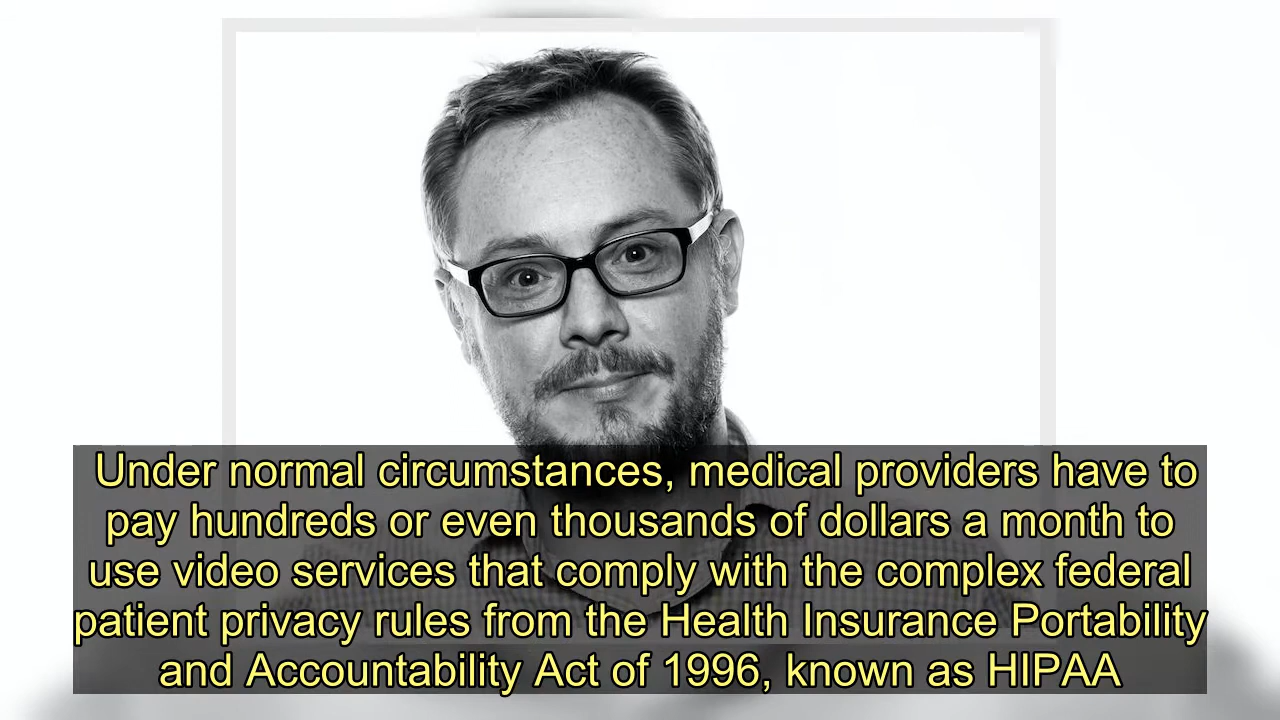 Under normal circumstances, medical providers have to
pay hundreds or even thousands of dollars a month to
use video services that comply with the complex federal
patient privacy rules from the Health Insurance Portability
and Accountability Act of 1996, known as HIPAA